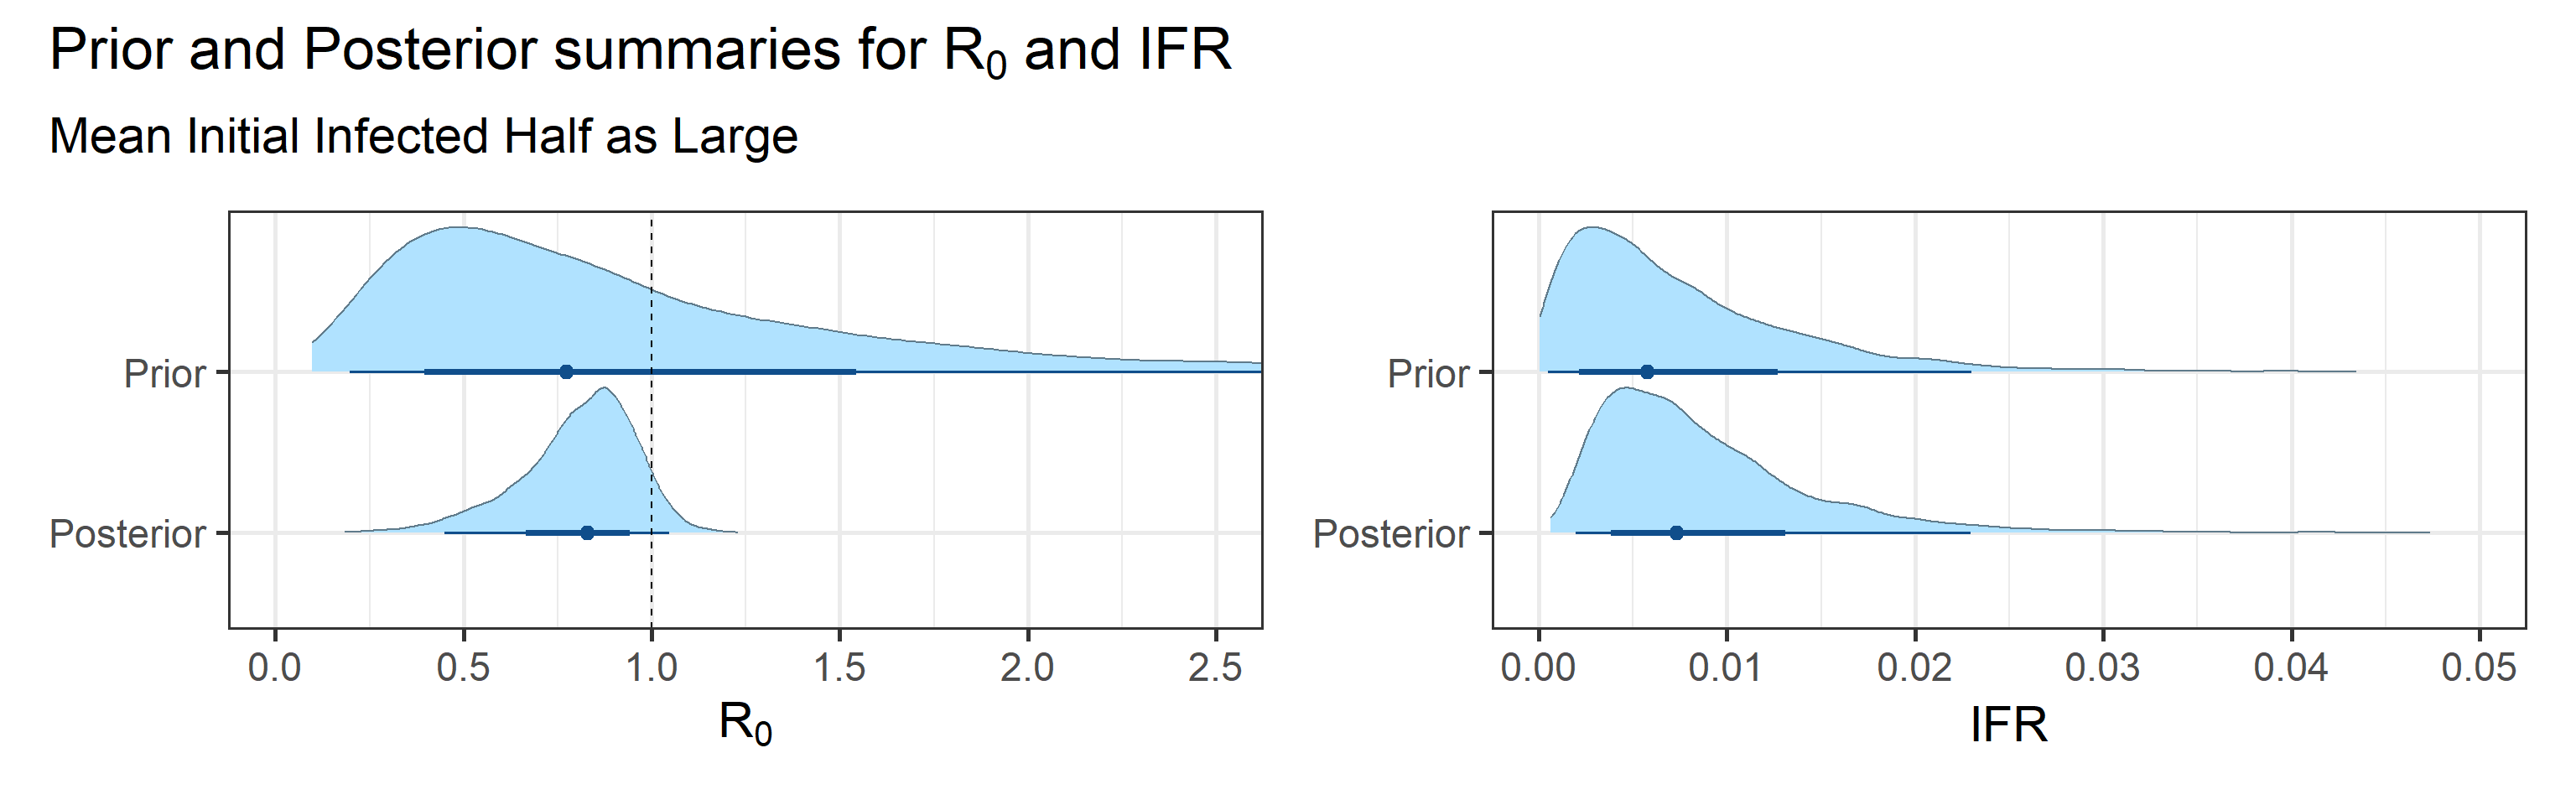 Prior and Posterior summaries for R₀ and IFR
Mean Initial Infected Half as Large
Prior
Posterior
0.0 0.5 1.0 1.5 2.0 2.5
R₀
Prior
Posterior
0.00 0.01 0.02 0.03 0.04 0.05
IFR